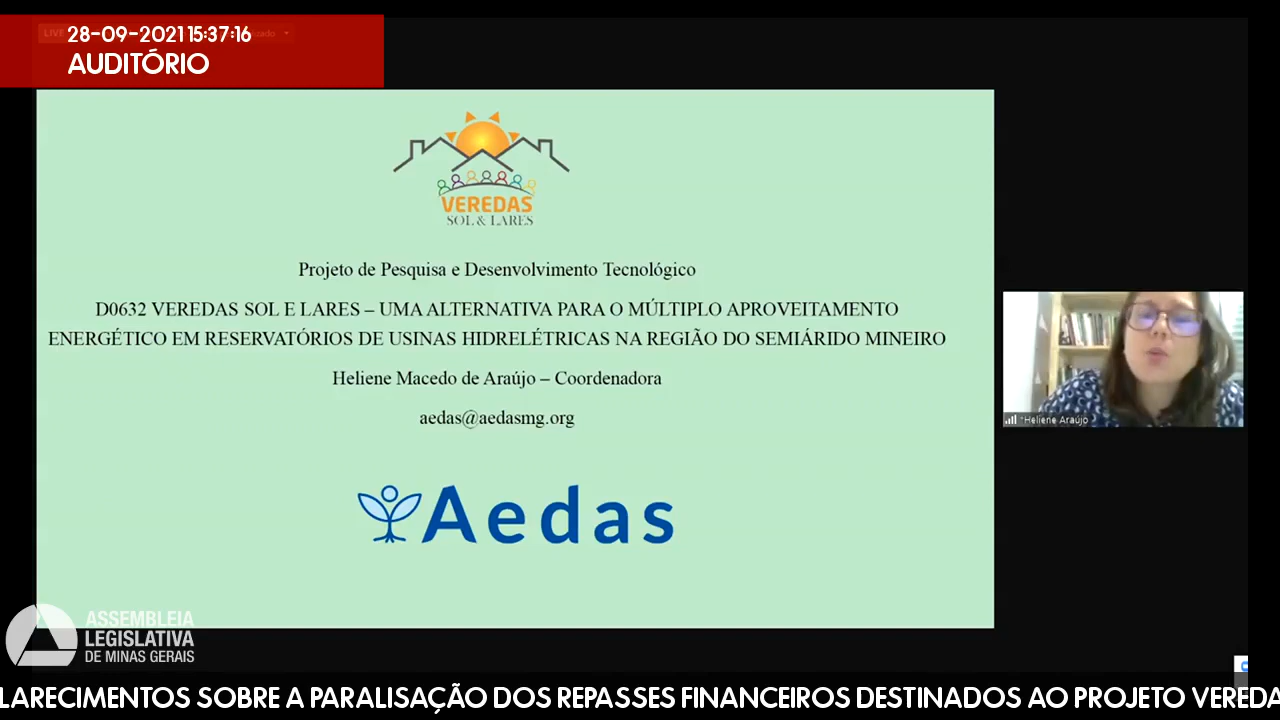 LIVE
28-09-2021 15:37:16
AUDITÓRIO
VEREDAS
SOL & LARES
Projeto de Pesquisa e Desenvolvimento Tecnológico
D0632 VEREDAS SOL E LARES – UMA ALTERNATIVA PARA O MÚLTIPLO APROVEITAMENTO
ENERGÉTICO EM RESERVATÓRIOS DE USINAS HIDRELÉTRICAS NA REGIÃO DO SEMIÁRIDO MINEIRO
Heliene Macedo de Araújo – Coordenadora
aedas@aedasmg.org
Aedas
*Heliene Araújo
ASSEMBLEIA
LEGISLATIVA
DE MINAS GERAIS
LARECIMENTOS SOBRE A PARALISAÇÃO DOS REPASSES FINANCEIROS DESTINADOS AO PROJETO VEREDA